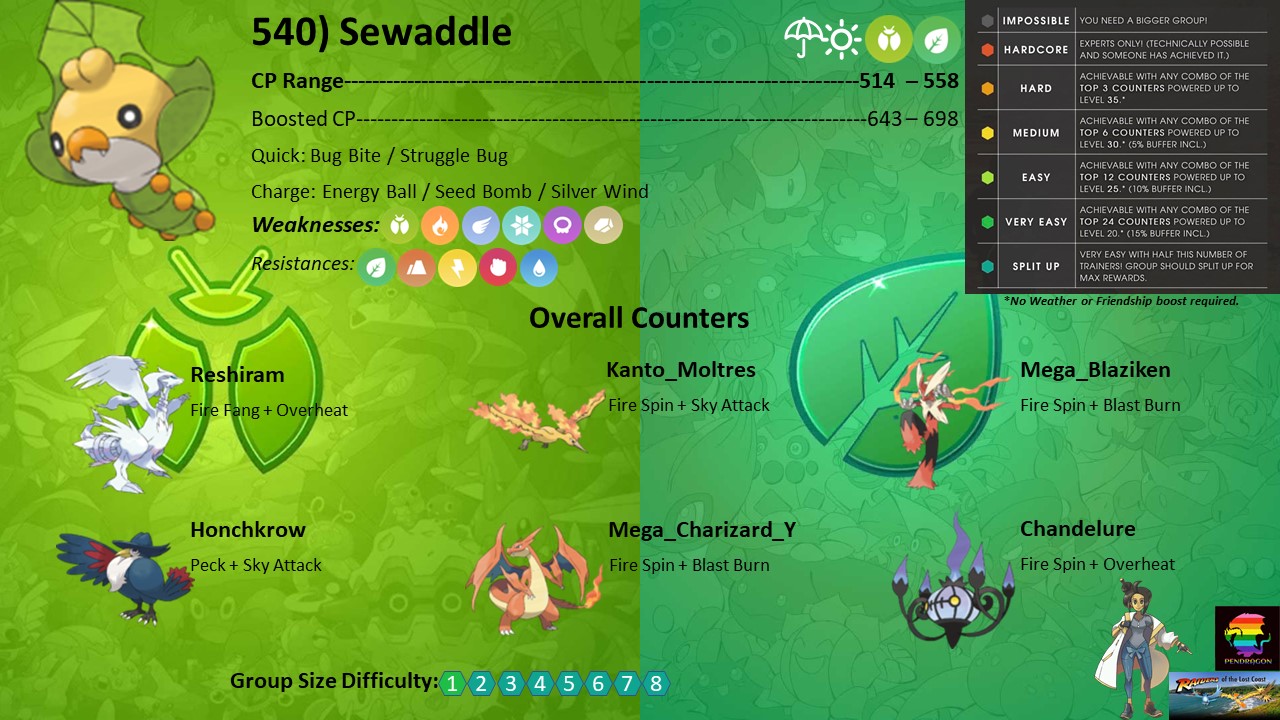 540) Sewaddle
CP Range---514 – 558
Boosted CP---643 – 698
Quick: Bug Bite / Struggle Bug
Charge: Energy Ball / Seed Bomb / Silver Wind
Weaknesses:
Resistances:
IMPOSSIBLE YOU NEED A BIGGER GROUP!
HARDCORE EXPERTS ONLY! (TECHNICALLY POSSIBLE
AND SOMEONE HAS ACHIEVED IT.)
HARD ACHIEVABLE WITH ANY COMBO OF THE
TOP 3 COUNTERS POWERED UP TO
LEVEL 35.*
MEDIUM ACHIEVABLE WITH ANY COMBO OF THE
TOP 6 COUNTERS POWERED UP TO
LEVEL 30.* (5% BUFFER INCL.)
EASY ACHIEVABLE WITH ANY COMBO OF THE
TOP 12 COUNTERS POWERED UP TO
LEVEL 25.* (10% BUFFER INCL.)
VERY EASY ACHIEVABLE WITH ANY COMBO OF THE
TOP 24 COUNTERS POWERED UP TO
LEVEL 20.* (15% BUFFER INCL.)
SPLIT UP VERY EASY WITH HALF THIS NUMBER OF
TRAINERS! GROUP SHOULD SPLIT UP FOR
MAX REWARDS.
*No Weather or Friendship boost required.
Overall Counters
Reshiram
Fire Fang + Overheat
Kanto_Moltres
Fire Spin + Sky Attack
Mega_Blaziken
Fire Spin + Blast Burn
Honchkrow
Peck + Sky Attack
Mega_Charizard_Y
Fire Spin + Blast Burn
Chandelure
Fire Spin + Overheat
Group Size Difficulty: 1 2 3 4 5 6 7 8
PENDRAGON
RAIDERS of the Lost Coast